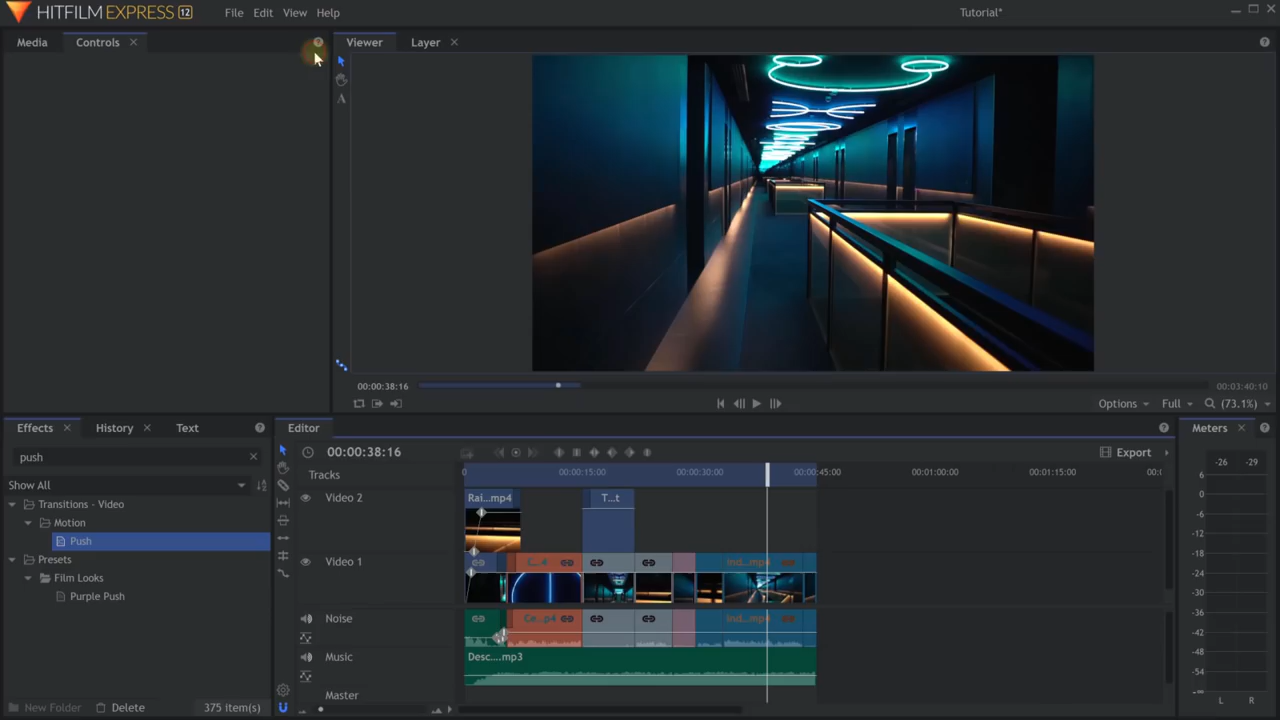 HITFILM EXPRESS 12 File Edit View Help Tutorial*
Media Controls Viewer Layer
A
00:00:38:16 00:03:40:10
Options Full (73.1%)
Effects History Text Editor Meters
push 00:00:38:16 Export -26 -29
Show All Tracks 0 00:00:15:00 00:00:30:00 00:00:45:00 01:00:00 01:15:00
Transitions - Video
Motion
Push
Presets
Film Looks
Purple Push
Video 2 Rai...mp4 T...t
Video 1
Noise Ce...p4
Music Desc....mp3
Master
6
0
-6
-12
-18
-24
-30
-36
-42
-48
-54
L R
New Folder Delete 375 item(s)